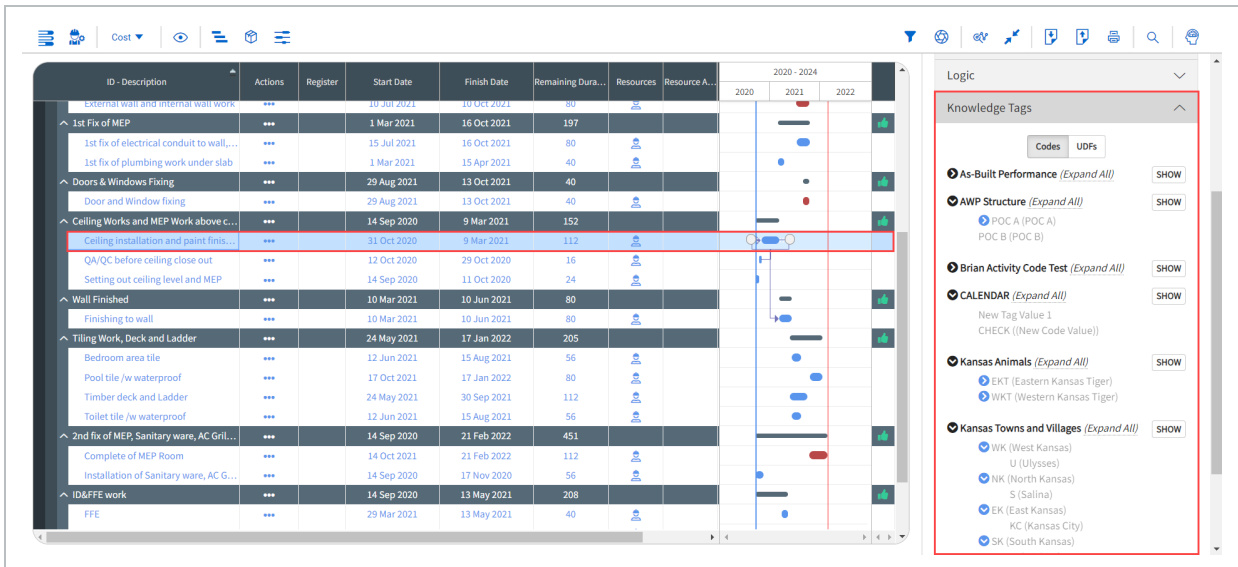 Cost
ID - Description Actions Register Start Date Finish Date Remaining Dura... Resources Resource A... 2020 - 2024
2020 2021 2022
External wall and internal wall work 10 Jul 2021 10 Oct 2021 80
1st Fix of MEP 1 Mar 2021 16 Oct 2021 197
1st fix of electrical conduit to wall,... 15 Jul 2021 16 Oct 2021 80
1st fix of plumbing work under slab 1 Mar 2021 15 Apr 2021 40
Doors & Windows Fixing 29 Aug 2021 13 Oct 2021 40
Door and Window fixing 29 Aug 2021 13 Oct 2021 40
Ceiling Works and MEP Work above c... 14 Sep 2020 9 Mar 2021 152
Ceiling installation and paint finis... 31 Oct 2020 9 Mar 2021 112
QA/QC before ceiling close out 12 Oct 2020 29 Oct 2020 16
Setting out ceiling level and MEP 14 Sep 2020 11 Oct 2020 24
Wall Finished 10 Mar 2021 10 Jun 2021 80
Finishing to wall 10 Mar 2021 10 Jun 2021 80
Tiling Work, Deck and Ladder 24 May 2021 17 Jan 2022 205
Bedroom area tile 12 Jun 2021 15 Aug 2021 56
Pool tile /w waterproof 17 Oct 2021 17 Jan 2022 80
Timber deck and Ladder 24 May 2021 30 Sep 2021 112
Toilet tile /w waterproof 12 Jun 2021 15 Aug 2021 56
2nd fix of MEP, Sanitary ware, AC Gril... 14 Sep 2020 21 Feb 2022 451
Complete of MEP Room 14 Oct 2021 21 Feb 2022 112
Installation of Sanitary ware, AC G... 14 Sep 2020 17 Nov 2020 56
ID&FFE work 14 Sep 2020 13 May 2021 208
FFE 29 Mar 2021 13 May 2021 40
Logic
Knowledge Tags
Codes UDFs
As-Built Performance (Expand All) SHOW
AWP Structure (Expand All) SHOW
POC A (POC A)
POC B (POC B)
Brian Activity Code Test (Expand All) SHOW
CALENDAR (Expand All) SHOW
New Tag Value 1
CHECK ((New Code Value))
Kansas Animals (Expand All) SHOW
EKT (Eastern Kansas Tiger)
WKT (Western Kansas Tiger)
Kansas Towns and Villages (Expand All) SHOW
WK (West Kansas)
U (Ulysses)
NK (North Kansas)
S (Salina)
EK (East Kansas)
KC (Kansas City)
SK (South Kansas)